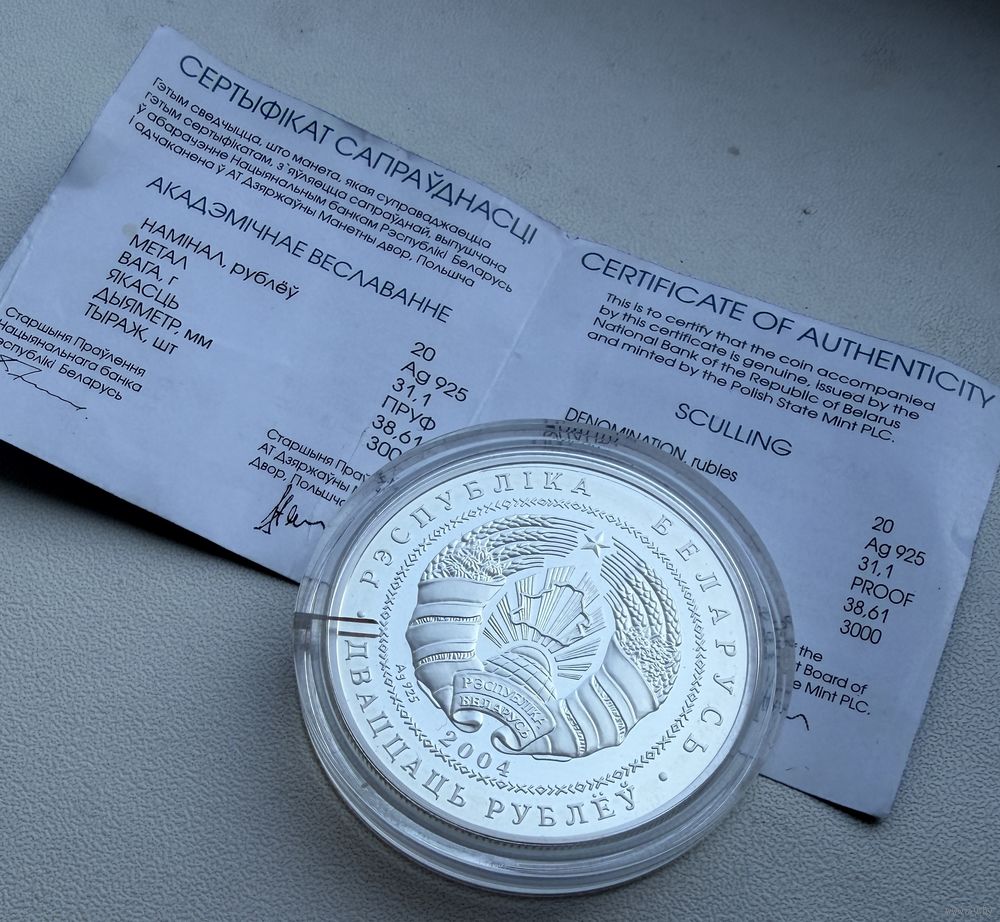 СЕРТЫФІКАТ САПРАЎДНАСЦІ
Гэтым сведчыцца, што манета, якая суправаджаецца
гэтым сертыфікатам, з'яўляецца сапраўднай, выпушчана
ў абарачэнне Нацыянальным банкам Рэспублікі Беларусь
і адчаканена ў АТ Дзяржаўны Манетны двор, Польшча
АКАДЭМІЧНАЕ ВЕСЛАВАННЕ
НАМІНАЛ, рублёў 20
МЕТАЛ Ag 925
ВАГА, г 31,1
ЯКАСЦЬ ПРУФ
ДЫЯМЕТР, мм 38,61
ТЫРАЖ, шт 300
Старшыня Праўлення
Нацыянальнага банка
Рэспублікі Беларусь
Старшыня
АТ Дзяржаўны
Двор, Польшча
CERTIFICATE OF AUTHENTICITY
This is to certify that the coin accompanied
by this certificate is genuine, issued by the
National Bank of the Republic of Belarus
and minted by the Polish State Mint PLC.
SCULLING
DENOMINATION, rubles 20
Ag 925
31,1
PROOF
38,61
3000
the
Board of
Mint PLC.
РЭСПУБЛІКА БЕЛАРУСЬ
Ag 925
РЭСПУБЛІКА
БЕЛАРУСЬ
2004
ДВАЦЦАЦЬ РУБЛЁЎ